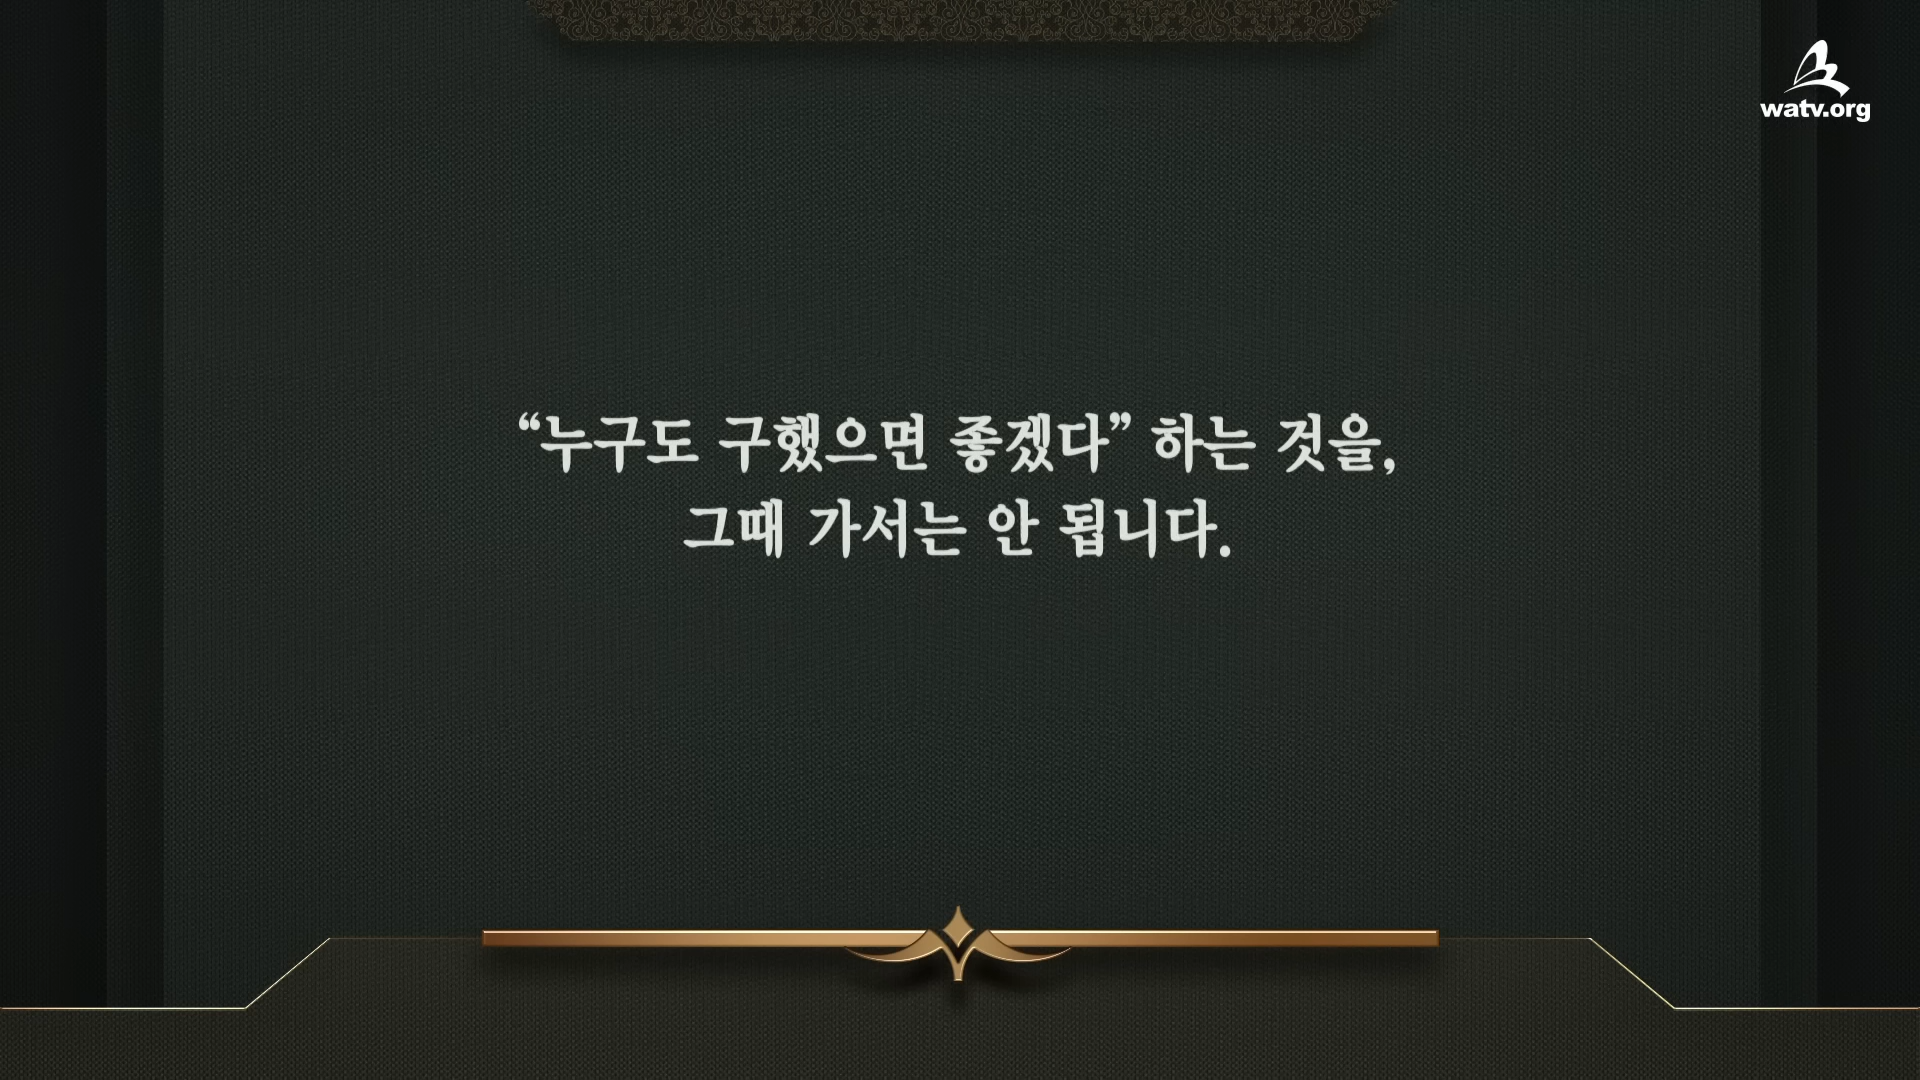 watv.org
“누구도 구했으면 좋겠다” 하는 것을,
그때 가서는 안 됩니다.